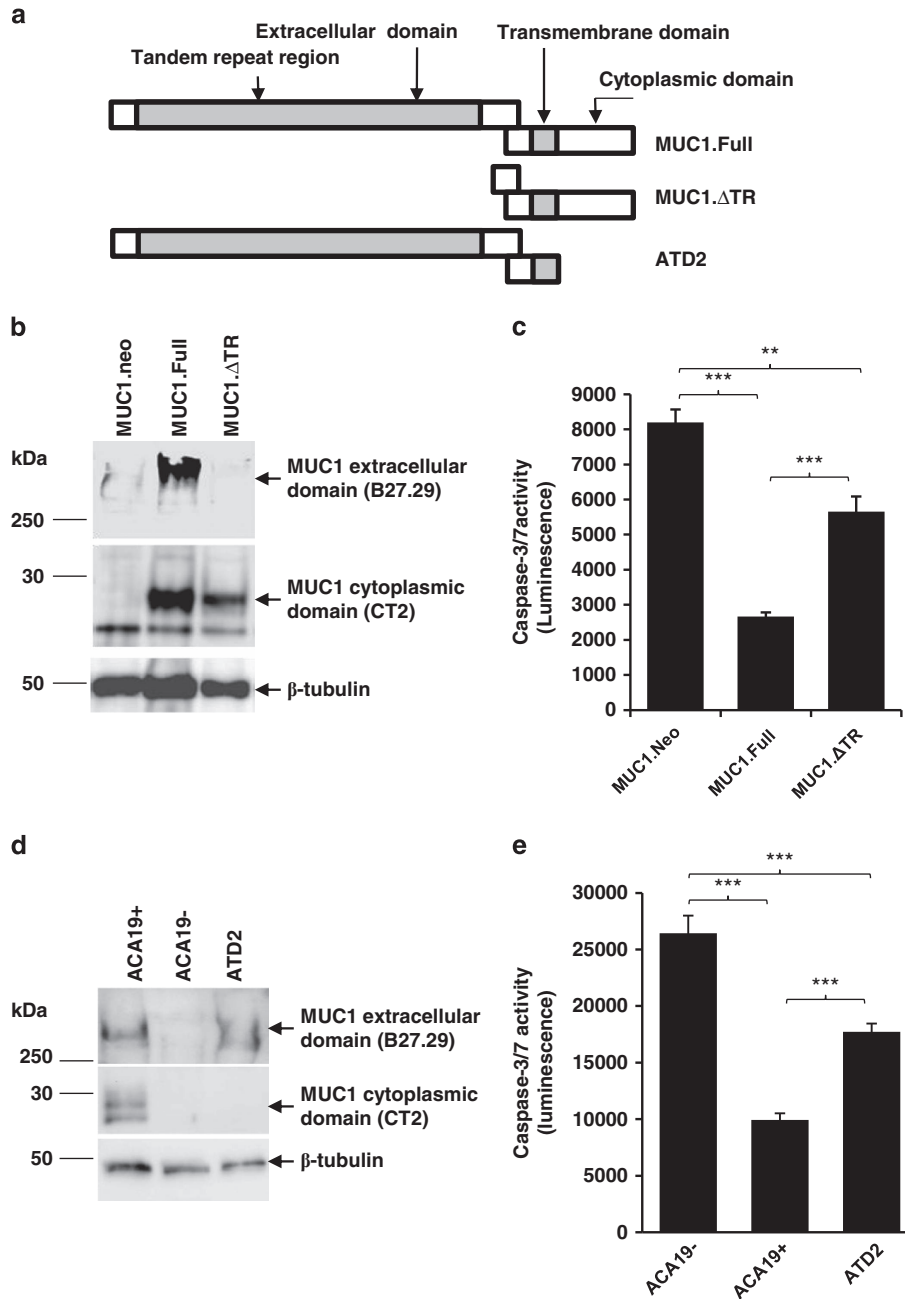 a
Extracellular domain
Transmembrane domain
Tandem repeat region
Cytoplasmic domain
MUC1.Full
MUC1.ΔTR
ATD2
b
MUC1.neo
MUC1.Full
MUC1.ΔTR
kDa
250
30
50
MUC1 extracellular
domain (B27.29)
MUC1 cytoplasmic
domain (CT2)
β-tubulin
c
Caspase-3/7activity
(Luminescence)
9000
8000
7000
6000
5000
4000
3000
2000
1000
0
**
***
***
MUC1.Neo
MUC1.Full
MUC1.ΔTR
d
ACA19+
ACA19-
ATD2
kDa
250
30
50
MUC1 extracellular
domain (B27.29)
MUC1 cytoplasmic
domain (CT2)
β-tubulin
e
Caspase-3/7 activity
(luminescence)
30000
25000
20000
15000
10000
5000
0
***
***
***
ACA19-
ACA19+
ATD2